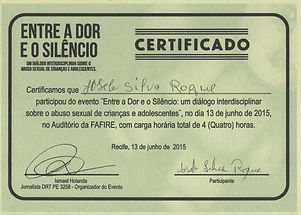 ENTRE A DOR
E O SILÊNCIO
UM DIÁLOGO INTERDISCIPLINAR SOBRE O
ABUSO SEXUAL DE CRIANÇAS E ADOLESCENTES.
CERTIFICADO
Certificamos que Josele Silva Roque
participou do evento "Entre a Dor e o Silêncio: um diálogo interdisciplinar
sobre o abuso sexual de crianças e adolescentes", no dia 13 de junho de 2015,
no Auditório da FAFIRE, com carga horária total de 4 (Quatro) horas.
Recife, 13 de junho de 2015
Silva Roque
Ismael Holanda
Jornalista DRT PE 3258 - Organizador do Evento
Participante